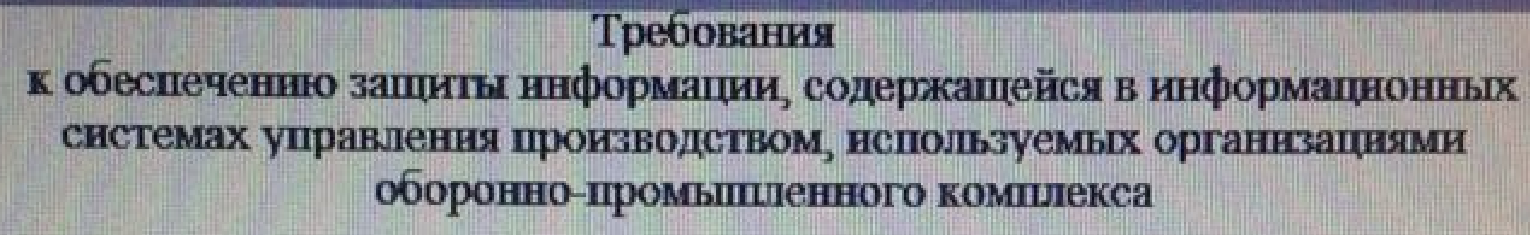 Требования
к обеспечению защиты информации, содержащейся в информационных
системах управления производством, используемых организациями
оборонно-промышленного комплекса